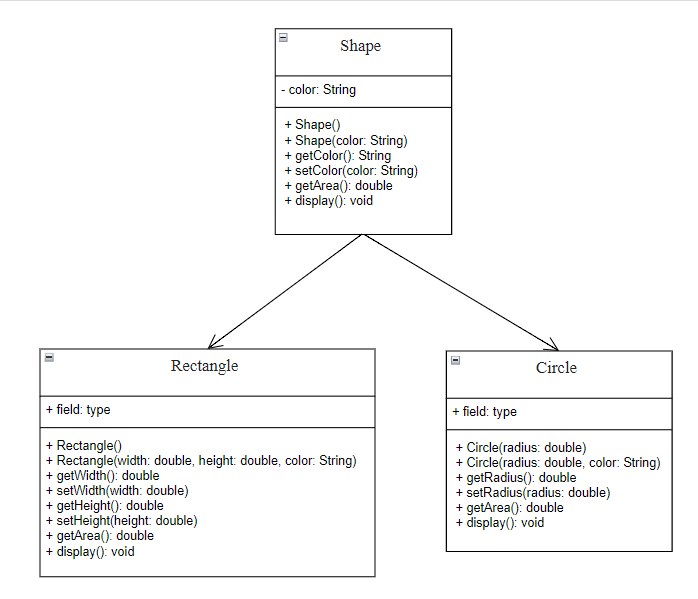 Shape
- color: String
+ Shape()
+ Shape(color: String)
+ getColor(): String
+ setColor(color: String)
+ getArea(): double
+ display(): void
Rectangle
+ field: type
+ Rectangle()
+ Rectangle(width: double, height: double, color: String)
+ getWidth(): double
+ setWidth(width: double)
+ getHeight(): double
+ setHeight(height: double)
+ getArea(): double
+ display(): void
Circle
+ field: type
+ Circle(radius: double)
+ Circle(radius: double, color: String)
+ getRadius(): double
+ setRadius(radius: double)
+ getArea(): double
+ display(): void